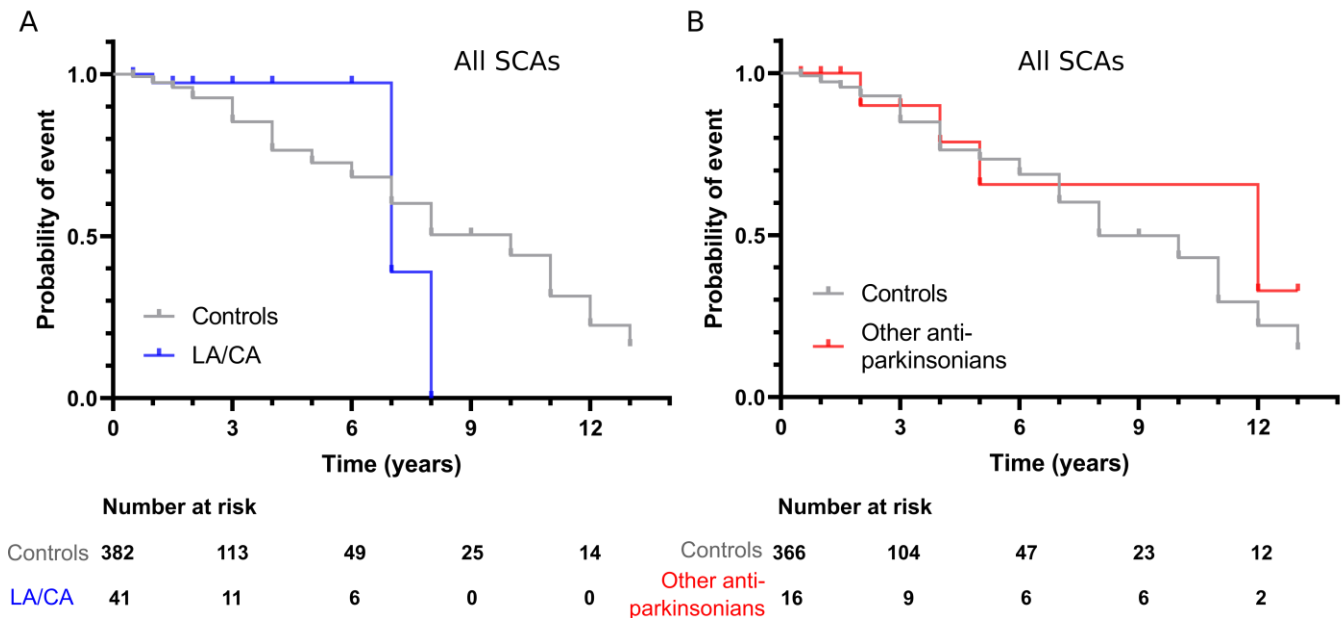 A
All SCAs
1.0
0.5
0.0
Probability of event
Controls
LA/CA
0 3 6 9 12
Time (years)
Number at risk
Controls 382 113 49 25 14
LA/CA 41 11 6 0 0
B
All SCAs
1.0
0.5
0.0
Probability of event
Controls
Other anti-
parkinsonians
0 3 6 9 12
Time (years)
Number at risk
Controls 366 104 47 23 12
Other anti-
parkinsonians 16 9 6 6 2